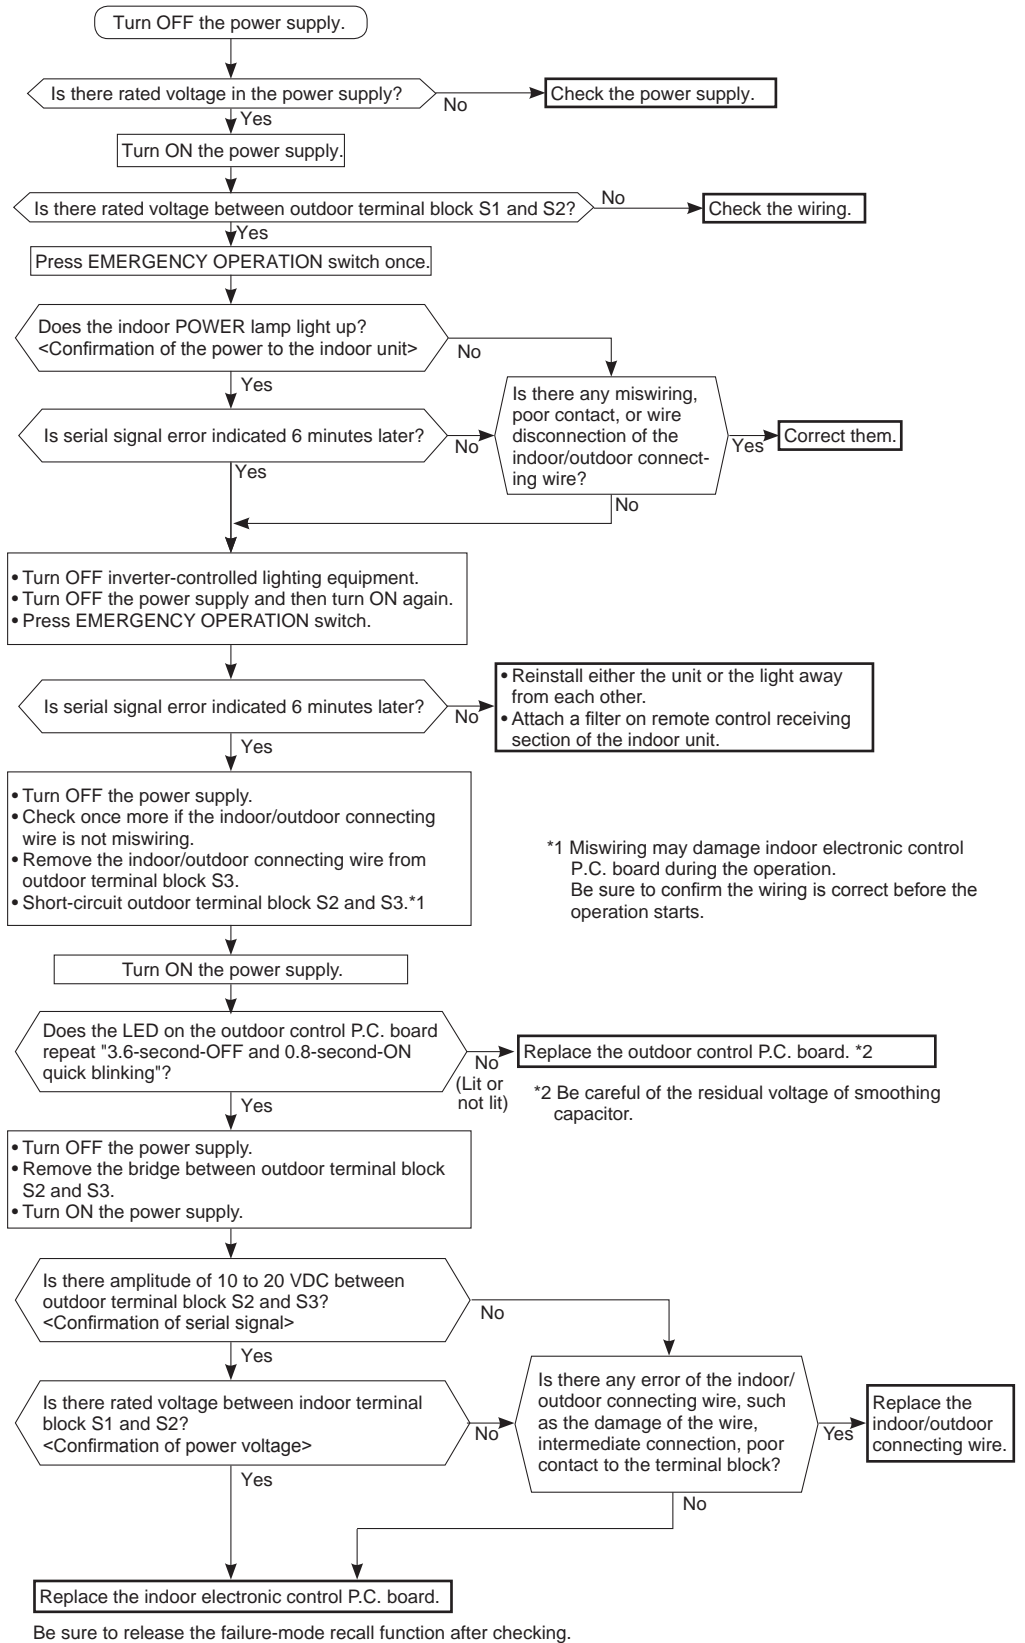 Turn OFF the power supply.
Is there rated voltage in the power supply?
No
Check the power supply.
Yes
Turn ON the power supply.
Is there rated voltage between outdoor terminal block S1 and S2?
No
Check the wiring.
Yes
Press EMERGENCY OPERATION switch once.
Does the indoor POWER lamp light up?
<Confirmation of the power to the indoor unit>
No
Yes
Is there any miswiring,
poor contact, or wire
disconnection of the
indoor/outdoor connect-
ing wire?
Is serial signal error indicated 6 minutes later?
No
Yes
Correct them.
Yes
No
• Turn OFF inverter-controlled lighting equipment.
• Turn OFF the power supply and then turn ON again.
• Press EMERGENCY OPERATION switch.
Is serial signal error indicated 6 minutes later?
No
• Reinstall either the unit or the light away
from each other.
• Attach a filter on remote control receiving
section of the indoor unit.
Yes
• Turn OFF the power supply.
• Check once more if the indoor/outdoor connecting
wire is not miswiring.
• Remove the indoor/outdoor connecting wire from
outdoor terminal block S3.
• Short-circuit outdoor terminal block S2 and S3.*1
*1 Miswiring may damage indoor electronic control
P.C. board during the operation.
Be sure to confirm the wiring is correct before the
operation starts.
Turn ON the power supply.
Does the LED on the outdoor control P.C. board
repeat "3.6-second-OFF and 0.8-second-ON
quick blinking"?
No
(Lit or
not lit)
Replace the outdoor control P.C. board. *2
*2 Be careful of the residual voltage of smoothing
capacitor.
Yes
• Turn OFF the power supply.
• Remove the bridge between outdoor terminal block
S2 and S3.
• Turn ON the power supply.
Is there amplitude of 10 to 20 VDC between
outdoor terminal block S2 and S3?
<Confirmation of serial signal>
No
Yes
Is there rated voltage between indoor terminal
block S1 and S2?
<Confirmation of power voltage>
No
Is there any error of the indoor/
outdoor connecting wire, such
as the damage of the wire,
intermediate connection, poor
contact to the terminal block?
Yes
Replace the
indoor/outdoor
connecting wire.
Yes
No
Replace the indoor electronic control P.C. board.
Be sure to release the failure-mode recall function after checking.